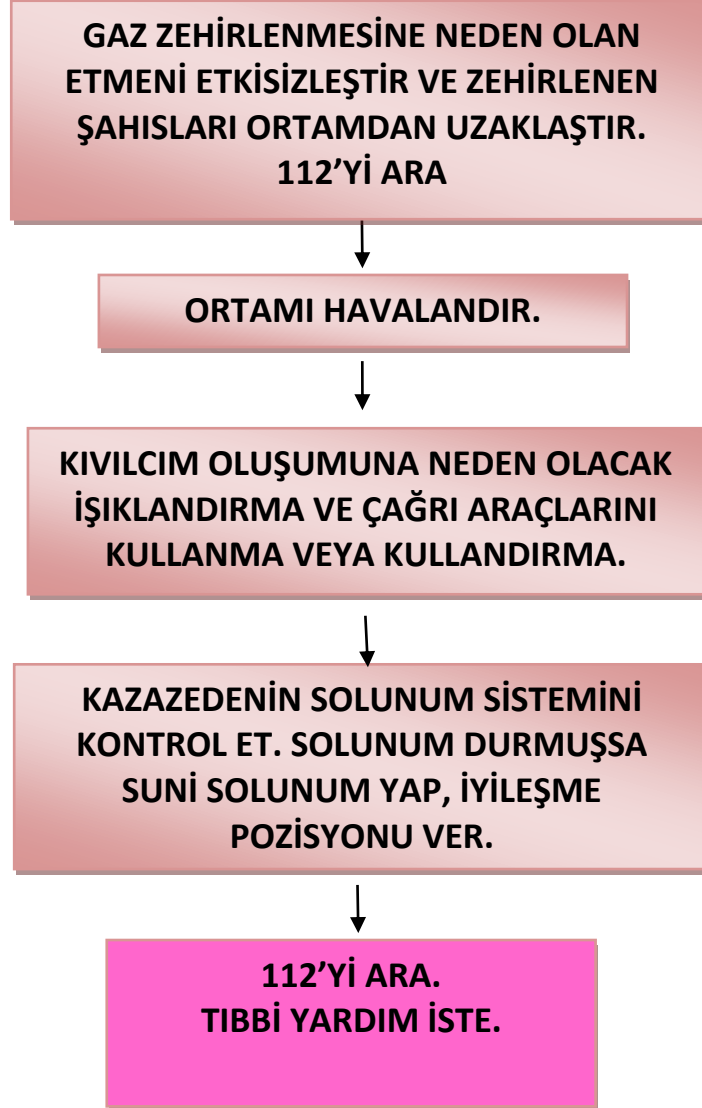 GAZ ZEHİRLENMESİNE NEDEN OLAN
ETMENİ ETKİSİZLEŞTİR VE ZEHİRLENEN
ŞAHISLARI ORTAMDAN UZAKLAŞTIR.
112’Yİ ARA
ORTAMI HAVALANDIR.
KIVILCIM OLUŞUMUNA NEDEN OLACAK
İŞIKLANDIRMA VE ÇAĞRI ARAÇLARINI
KULLANMA VEYA KULLANDIRMA.
KAZAZEDENİN SOLUNUM SİSTEMİNİ
KONTROL ET. SOLUNUM DURMUŞSA
SUNİ SOLUNUM YAP, İYİLEŞME
POZİSYONU VER.
112’Yİ ARA.
TIBBİ YARDIM İSTE.